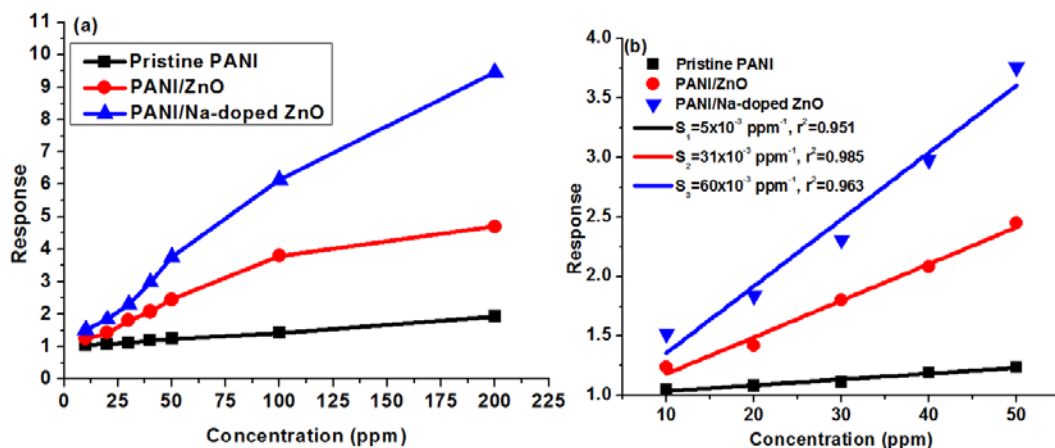 (a)
Pristine PANI
PANI/ZnO
PANI/Na-doped ZnO
Response
11
10
9
8
7
6
5
4
3
2
1
0
0 25 50 75 100 125 150 175 200 225
Concentration (ppm)
(b)
Pristine PANI
PANI/ZnO
PANI/Na-doped ZnO
S₁=5x10⁻³ ppm⁻¹, r²=0.951
S₂=31x10⁻³ ppm⁻¹, r²=0.985
S₃=60x10⁻³ ppm⁻¹, r²=0.963
Response
4.0
3.5
3.0
2.5
2.0
1.5
1.0
10 20 30 40 50
Concentration (ppm)